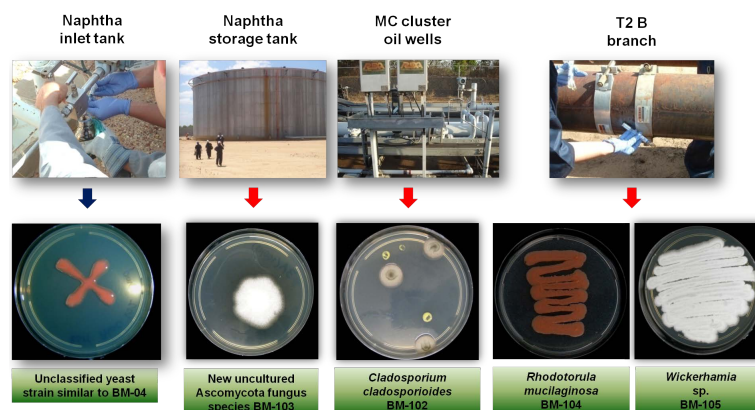 Naphtha
inlet tank
Naphtha
storage tank
MC cluster
oil wells
T2 B
branch
Unclassified yeast
strain similar to BM-04
New uncultured
Ascomycota fungus
species BM-103
Cladosporium
cladosporioides
BM-102
Rhodotorula
mucilaginosa
BM-104
Wickerhamia
sp.
BM-105